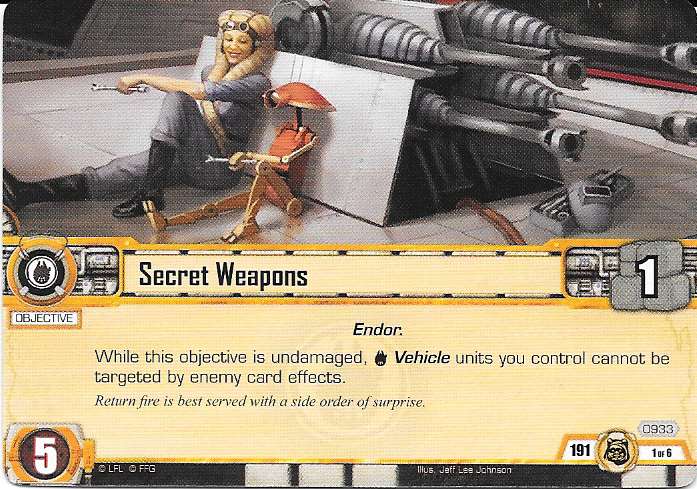 Secret Weapons
1
OBJECTIVE
Endor.
While this objective is undamaged, Vehicle units you control cannot be
targeted by enemy card effects.
Return fire is best served with a side order of surprise.
0933
5
191
1 OF 6
© LFL © FFG
Illus. Jeff Lee Johnson